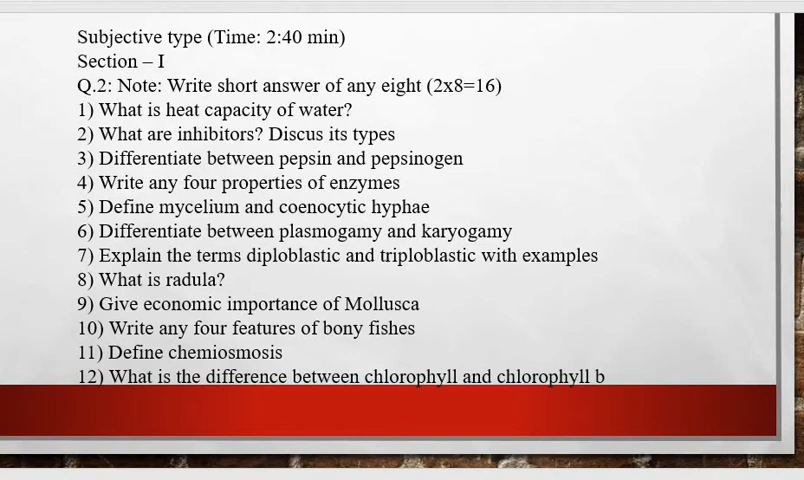 Subjective type (Time: 2:40 min)
Section – I
Q.2: Note: Write short answer of any eight (2x8=16)
1) What is heat capacity of water?
2) What are inhibitors? Discus its types
3) Differentiate between pepsin and pepsinogen
4) Write any four properties of enzymes
5) Define mycelium and coenocytic hyphae
6) Differentiate between plasmogamy and karyogamy
7) Explain the terms diploblastic and triploblastic with examples
8) What is radula?
9) Give economic importance of Mollusca
10) Write any four features of bony fishes
11) Define chemiosmosis
12) What is the difference between chlorophyll and chlorophyll b